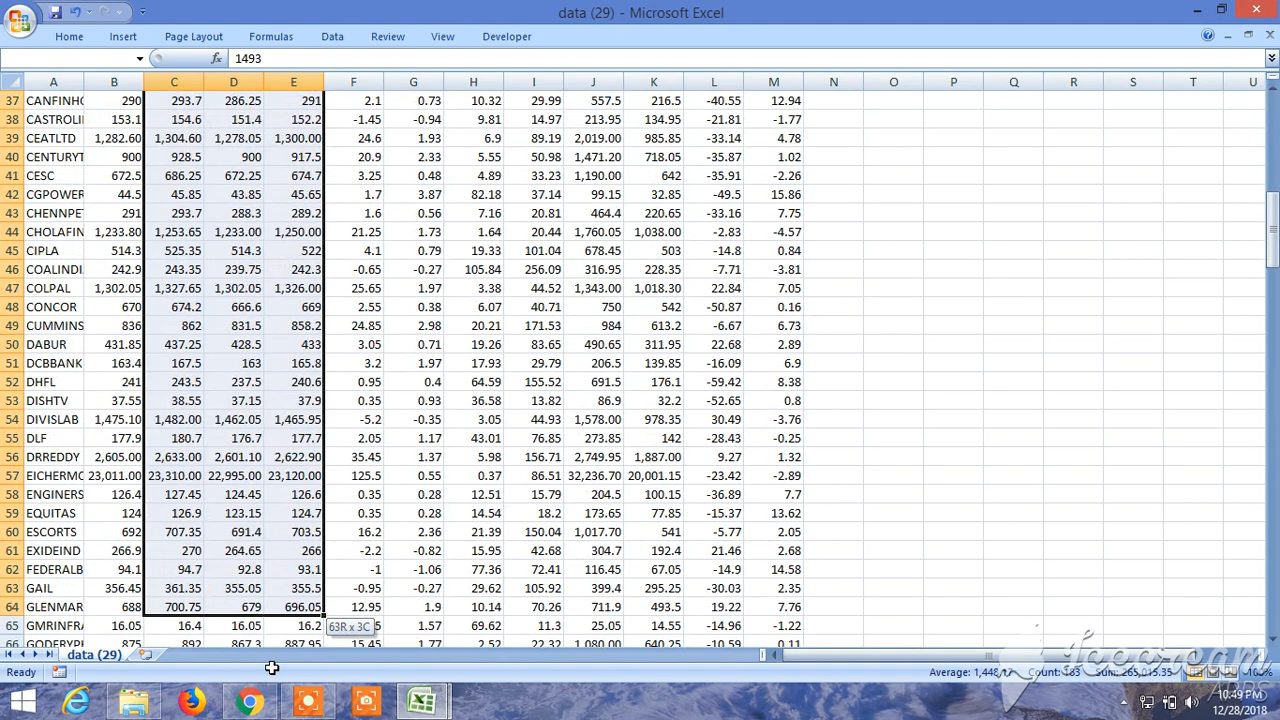 data (29) - Microsoft Excel
Home Insert Page Layout Formulas Data Review View Developer
fx 1493
A B C D E F G H I J K L M N O P Q R S T U
37 CANFINH 290 293.7 286.25 291 2.1 0.73 10.32 29.99 557.5 216.5 -40.55 12.94
38 CASTROLI 153.1 154.6 151.4 152.2 -1.45 -0.94 9.81 14.97 213.95 134.95 -21.81 -1.77
39 CEATLTD 1,282.60 1,304.60 1,278.05 1,300.00 24.6 1.93 6.9 89.19 2,019.00 985.85 -33.14 4.78
40 CENTURYT 900 928.5 900 917.5 20.9 2.33 5.55 50.98 1,471.20 718.05 -35.87 1.02
41 CESC 672.5 686.25 672.25 674.7 3.25 0.48 4.89 33.23 1,190.00 642 -35.91 -2.26
42 CGPOWER 44.5 45.85 43.85 45.65 1.7 3.87 82.18 37.14 99.15 32.85 -49.5 15.86
43 CHENNPE 291 293.7 288.3 289.2 1.6 0.56 7.16 20.81 464.4 220.65 -33.16 7.75
44 CHOLAFIN 1,233.80 1,253.65 1,233.00 1,250.00 21.25 1.73 1.64 20.44 1,760.05 1,038.00 -2.83 -4.57
45 CIPLA 514.3 525.35 514.3 522 4.1 0.79 19.33 101.04 678.45 503 -14.8 0.84
46 COALINDI 242.9 243.35 239.75 242.3 -0.65 -0.27 105.84 256.09 316.95 228.35 -7.71 -3.81
47 COLPAL 1,302.05 1,327.65 1,302.05 1,326.00 25.65 1.97 3.38 44.52 1,343.00 1,018.30 22.84 7.05
48 CONCOR 670 674.2 666.6 669 2.55 0.38 6.07 40.71 750 542 -50.87 0.16
49 CUMMINS 836 862 831.5 858.2 24.85 2.98 20.21 171.53 984 613.2 -6.67 6.73
50 DABUR 431.85 437.25 428.5 433 3.05 0.71 19.26 83.65 490.65 311.95 22.68 2.89
51 DCBBANK 163.4 167.5 163 165.8 3.2 1.97 17.93 29.79 206.5 139.85 -16.09 6.9
52 DHFL 241 243.5 237.5 240.6 0.95 0.4 64.59 155.52 691.5 176.1 -59.42 8.38
53 DISHTV 37.55 38.55 37.15 37.9 0.35 0.93 36.58 13.82 86.9 32.2 -52.65 0.8
54 DIVISLAB 1,475.10 1,482.00 1,462.05 1,465.95 -5.2 -0.35 3.05 44.93 1,578.00 978.35 30.49 -3.76
55 DLF 177.9 180.7 176.7 177.7 2.05 1.17 43.01 76.85 273.85 142 -28.43 -0.25
56 DRREDDY 2,605.00 2,633.00 2,601.10 2,622.90 35.45 1.37 5.98 156.71 2,749.95 1,887.00 9.27 1.32
57 EICHERMO 23,011.00 23,310.00 22,995.00 23,120.00 125.5 0.55 0.37 86.51 32,236.70 20,001.15 -23.42 -2.89
58 ENGINERS 126.4 127.45 124.45 126.6 0.35 0.28 12.51 15.79 204.5 100.15 -36.89 7.7
59 EQUITAS 124 126.9 123.15 124.7 0.35 0.28 14.54 18.2 173.65 77.85 -15.37 13.62
60 ESCORTS 692 707.35 691.4 703.5 16.2 2.36 21.39 150.04 1,017.70 541 -5.77 2.05
61 EXIDEIND 266.9 270 264.65 266 -2.2 -0.82 15.95 42.68 304.7 192.4 21.46 2.68
62 FEDERALB 94.1 94.7 92.8 93.1 -1 -1.06 77.36 72.41 116.45 67.05 -14.9 14.58
63 GAIL 356.45 361.35 355.05 355.5 -0.95 -0.27 29.62 105.92 399.4 295.25 -30.03 2.35
64 GLENMAR 688 700.75 679 696.05 12.95 1.9 10.14 70.26 711.9 493.5 19.22 7.76
65 GMRINFRA 16.05 16.4 16.05 16.2 5 1.57 69.62 11.3 25.05 14.55 -14.96 -1.22
66 GODERYPI 875 892 867.3 887.95 15.45 1.77 2.52 22.32 1,080.00 640.25 -10.59 0.11
63R x 3C
data (29)
Ready Average: 1,448. Count: 183 Sum: 265,015.35 100%
Icecream
APPS
10:49 PM
12/28/2018